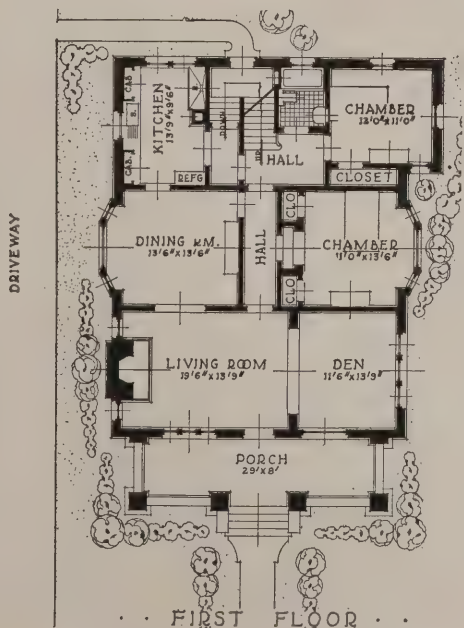 CAB.
S.
CAB.
KITCHEN
13'9"x9'6"
REFG
DOWN
UP
HALL
CHAMBER
12'0"x11'0"
CLOSET
DINING RM.
13'6"x13'6"
HALL
CLO
CLO
CHAMBER
11'0"x13'6"
DRIVEWAY
LIVING ROOM
19'6"x13'9"
DEN
11'6"x13'9"
PORCH
29'x8'
· · FIRST FLOOR · ·